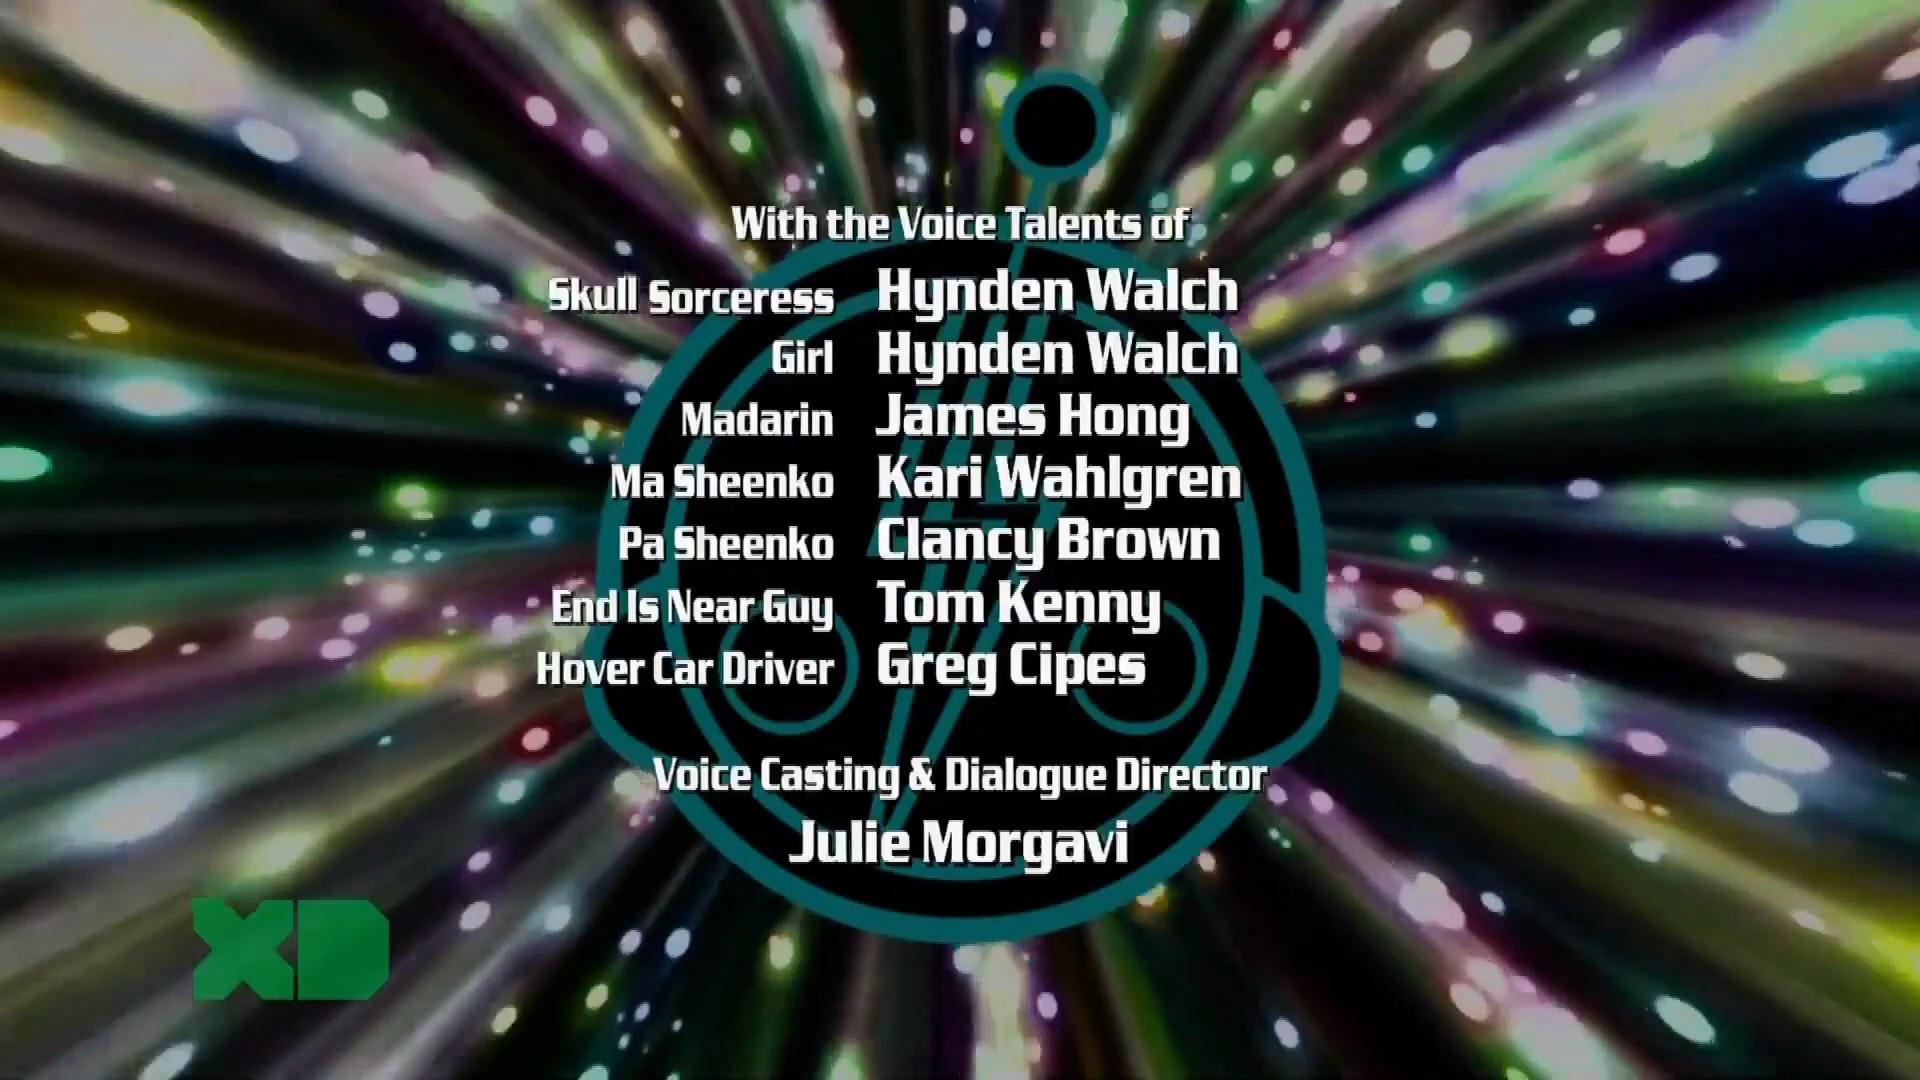 With the Voice Talents of
Skull Sorceress Hynden Walch
Girl Hynden Walch
Madarin James Hong
Ma Sheenko Kari Wahlgren
Pa Sheenko Clancy Brown
End Is Near Guy Tom Kenny
Hover Car Driver Greg Cipes
Voice Casting & Dialogue Director
Julie Morgavi
XD